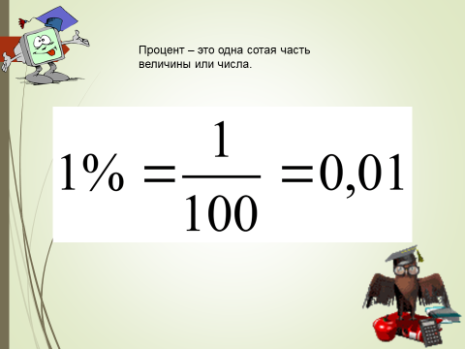 Процент – это одна сотая часть
величины или числа.
1% = 1/100 = 0,01